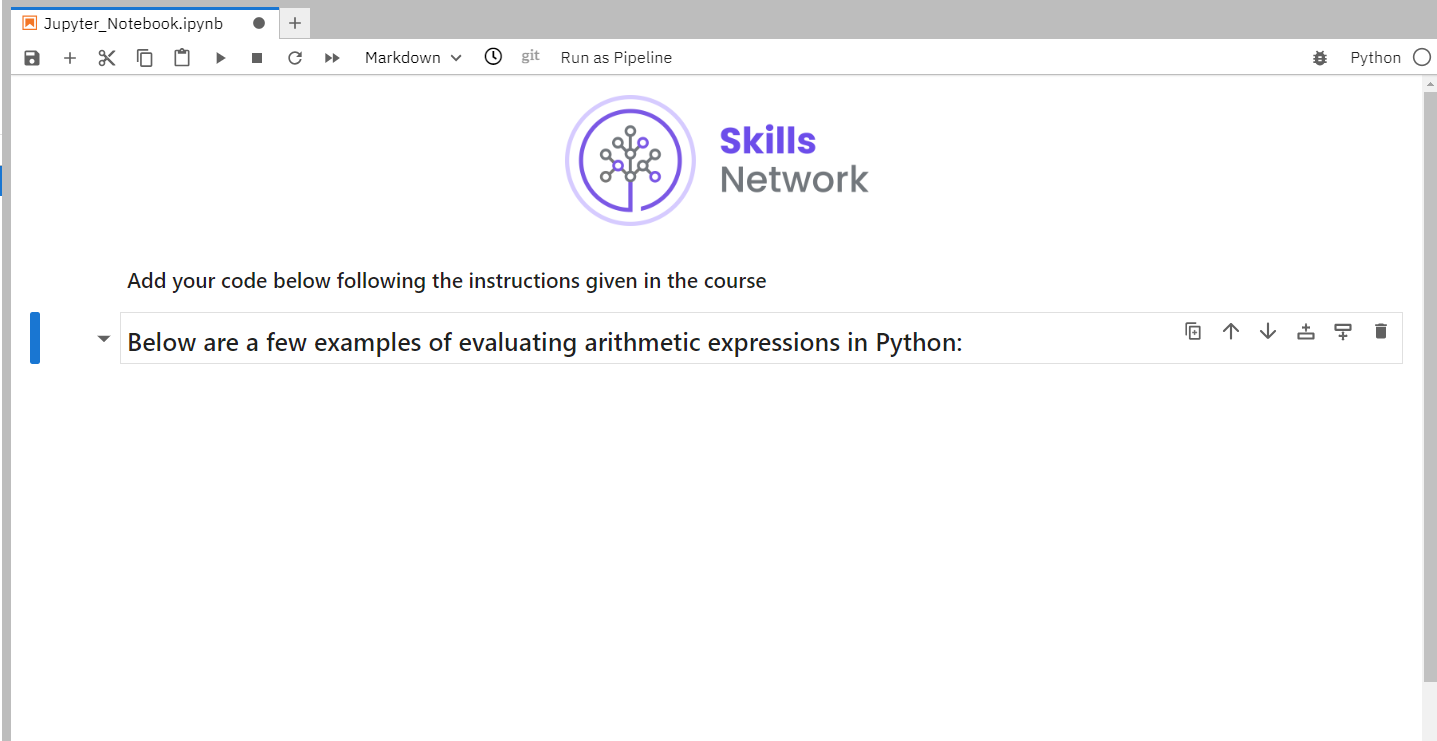 Jupyter_Notebook.ipynb
Markdown git Run as Pipeline Python
Skills
Network
Add your code below following the instructions given in the course
Below are a few examples of evaluating arithmetic expressions in Python: